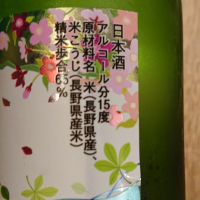 日本酒
アルコール分15度
原材料名 米(長野県産)、
米こうじ(長野県産米)
精米歩合65%